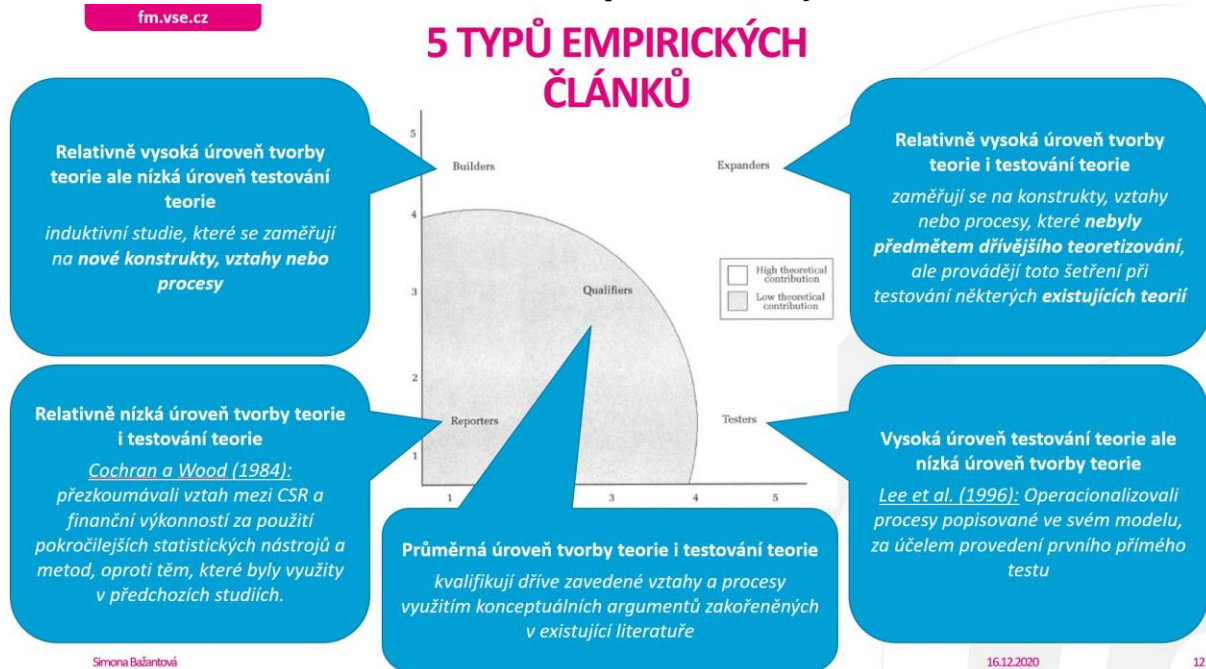 fm.vse.cz
5 TYPŮ EMPIRICKÝCH
ČLÁNKŮ
Relativně vysoká úroveň tvorby
teorie ale nízká úroveň testování
teorie
induktivní studie, které se zaměřují
na nové konstrukty, vztahy nebo
procesy
Relativně vysoká úroveň tvorby
teorie i testování teorie
zaměřují se na konstrukty, vztahy
nebo procesy, které nebyly
předmětem dřívějšího teoretizování,
ale provádějí toto šetření při
testování některých existujících teorií
5
4
3
2
1
Builders
Expanders
Qualifiers
High theoretical
contribution
Low theoretical
contribution
Reporters
Testers
1
3
4
5
Relativně nízká úroveň tvorby teorie
i testování teorie
Cochran a Wood (1984):
přezkoumávali vztah mezi CSR a
finanční výkonností za použití
pokročilejších statistických nástrojů a
metod, oproti těm, které byly využity
v předchozích studiích.
Průměrná úroveň tvorby teorie i testování teorie
kvalifikují dříve zavedené vztahy a procesy
využitím konceptuálních argumentů zakořeněných
v existující literatuře
Vysoká úroveň testování teorie ale
nízká úroveň tvorby teorie
Lee et al. (1996): Operacionalizovali
procesy popisované ve svém modelu,
za účelem provedení prvního přímého
testu
Simona Bažantová
16.12.2020
12